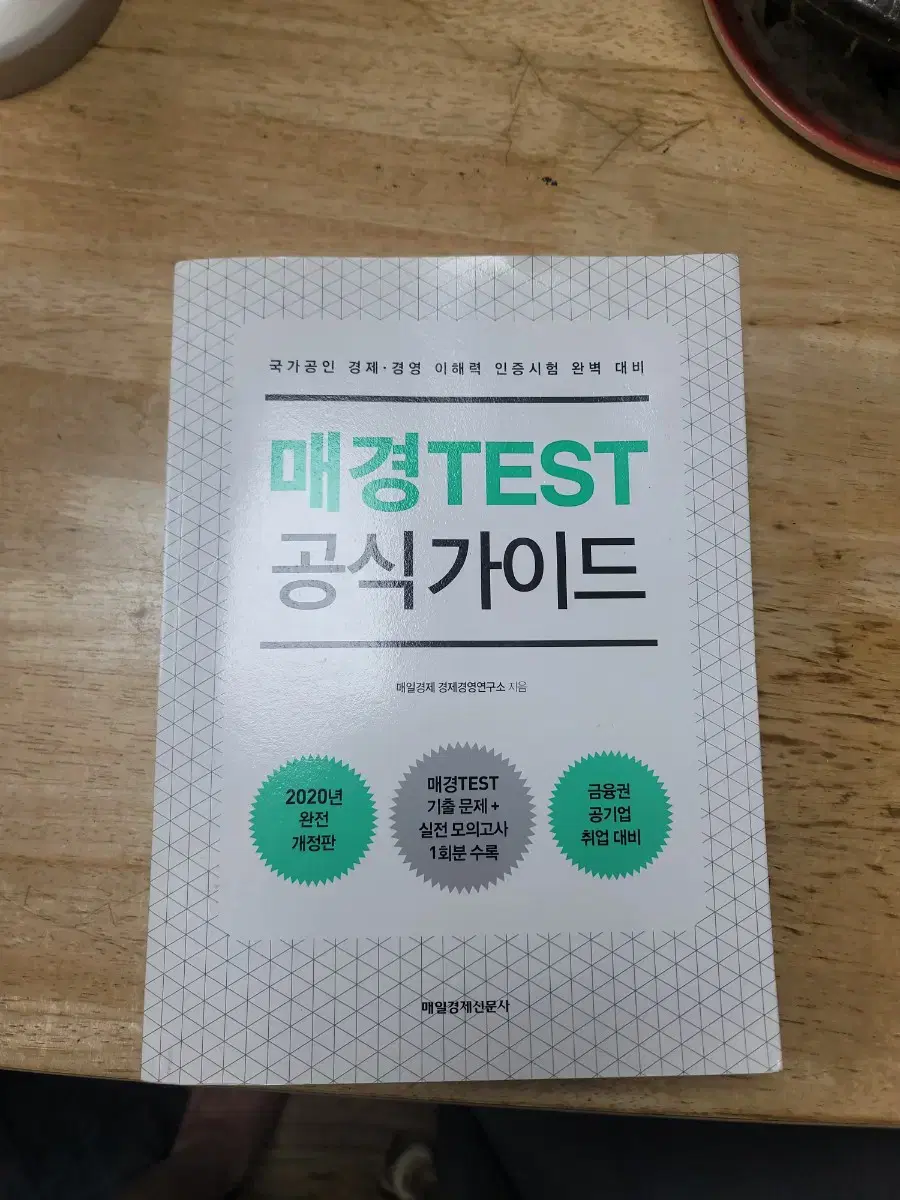 국가공인 경제·경영 이해력 인증시험 완벽 대비
매경TEST
공식 가이드
매일경제 경제경영연구소 지음
2020년
완전
개정판
매경TEST
기출 문제 +
실전 모의고사
1회분 수록
금융권
공기업
취업 대비
매일경제신문사